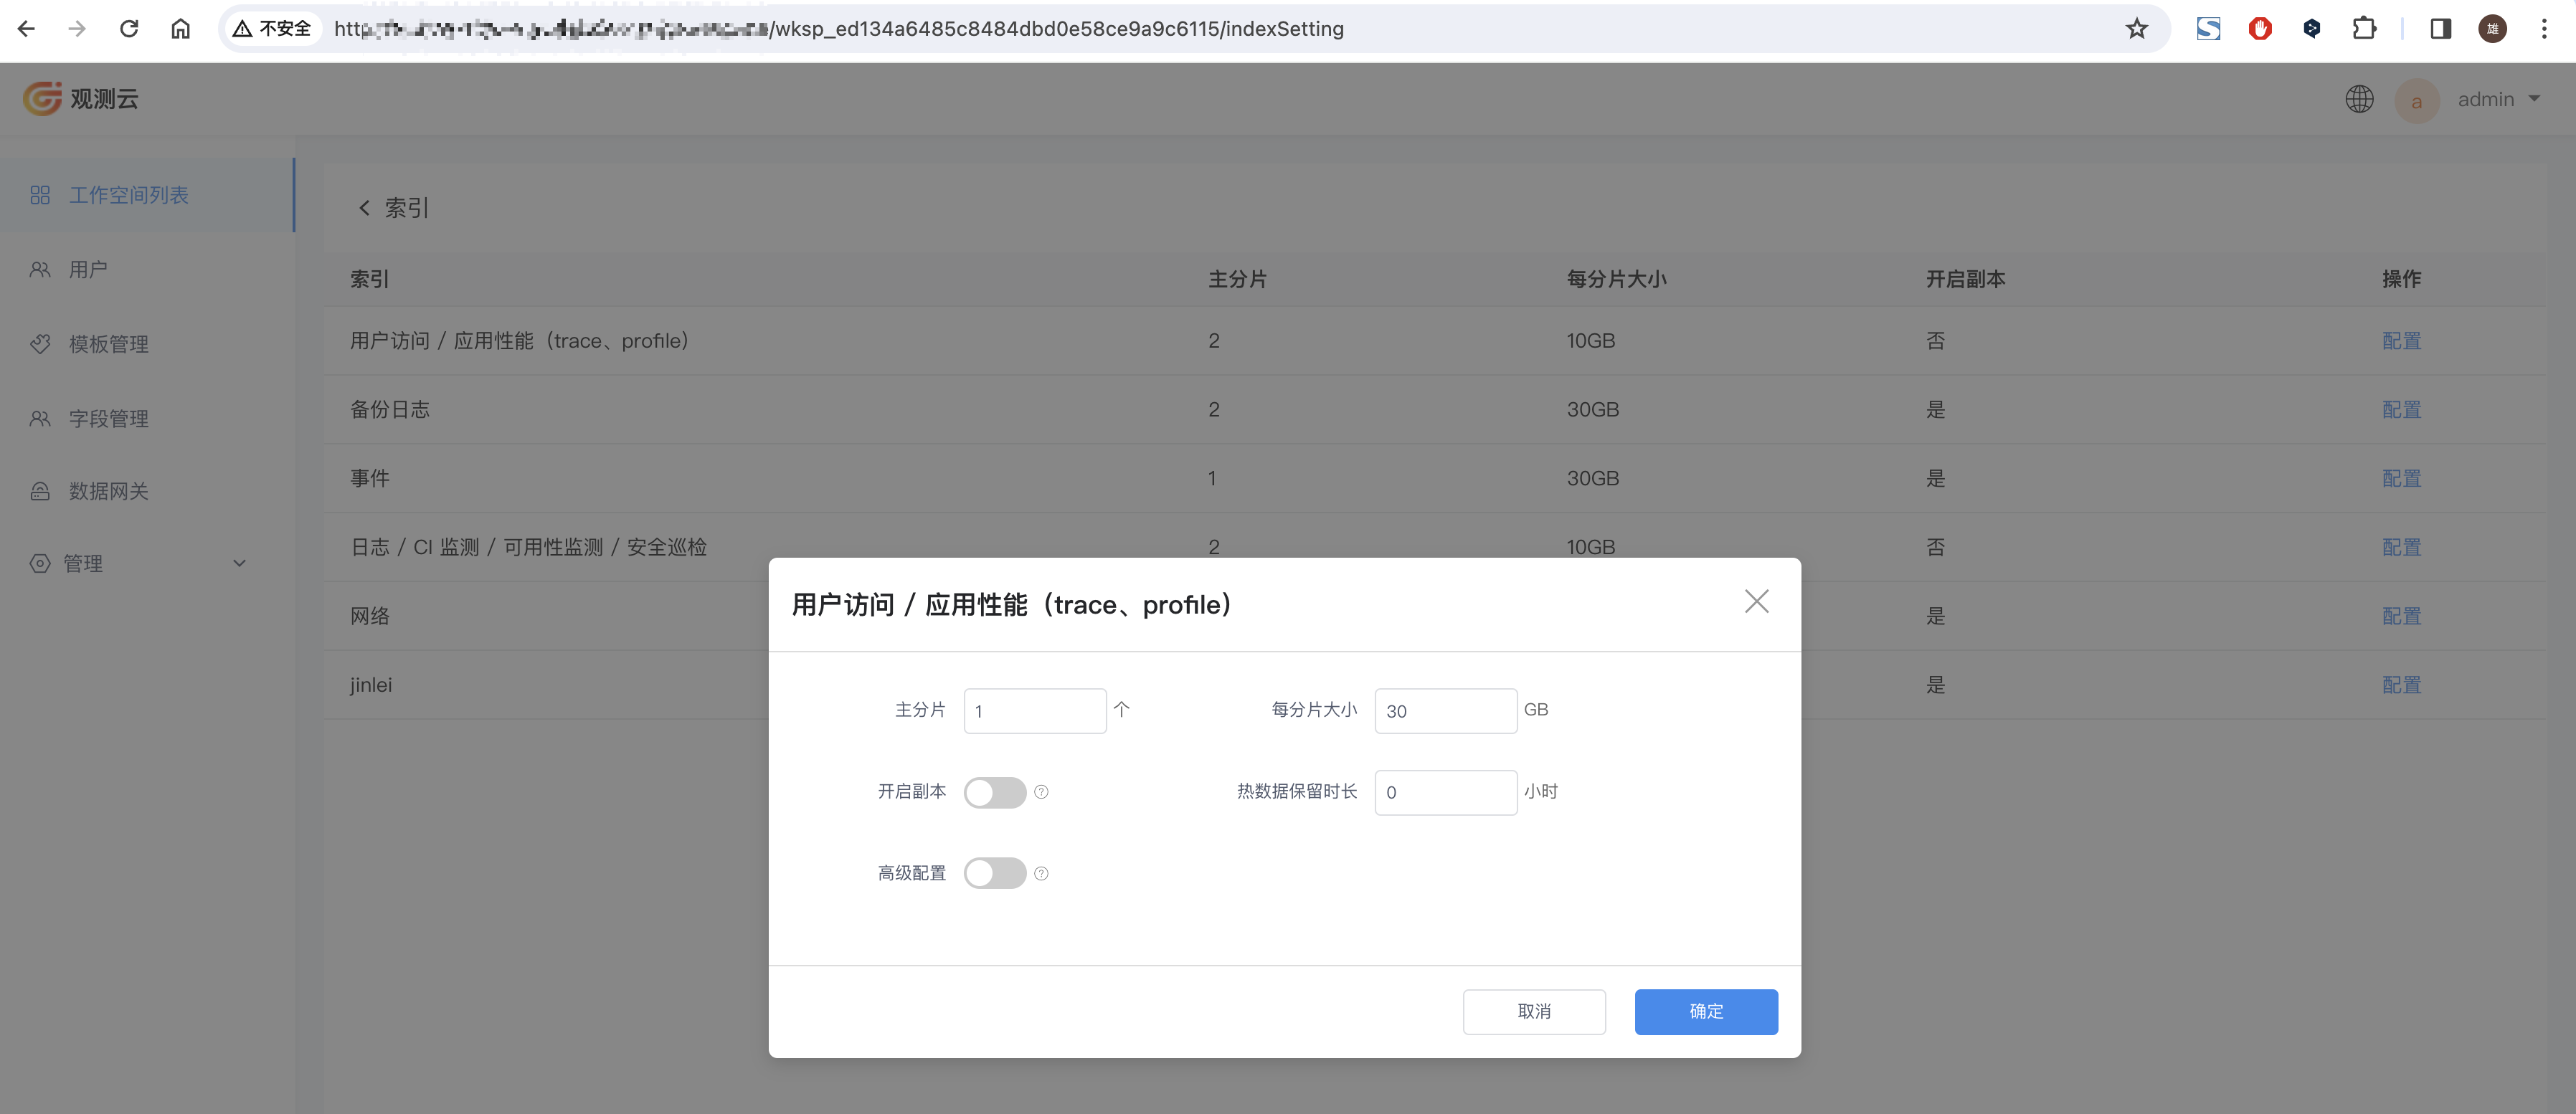 不安全 /wksp_ed134a6485c8484dbd0e58ce9a9c6115/indexSetting 雄
观测云 a admin
工作空间列表
用户
模板管理
字段管理
数据网关
管理
索引
索引 主分片 每分片大小 开启副本 操作
用户访问 / 应用性能（trace、profile） 2 10GB 否 配置
备份日志 2 30GB 是 配置
事件 1 30GB 是 配置
日志 / CI 监测 / 可用性监测 / 安全巡检 2 10GB 否 配置
网络 是 配置
jinlei 是 配置
用户访问 / 应用性能（trace、profile）
主分片 1 个 每分片大小 30 GB
开启副本 热数据保留时长 0 小时
高级配置
取消 确定